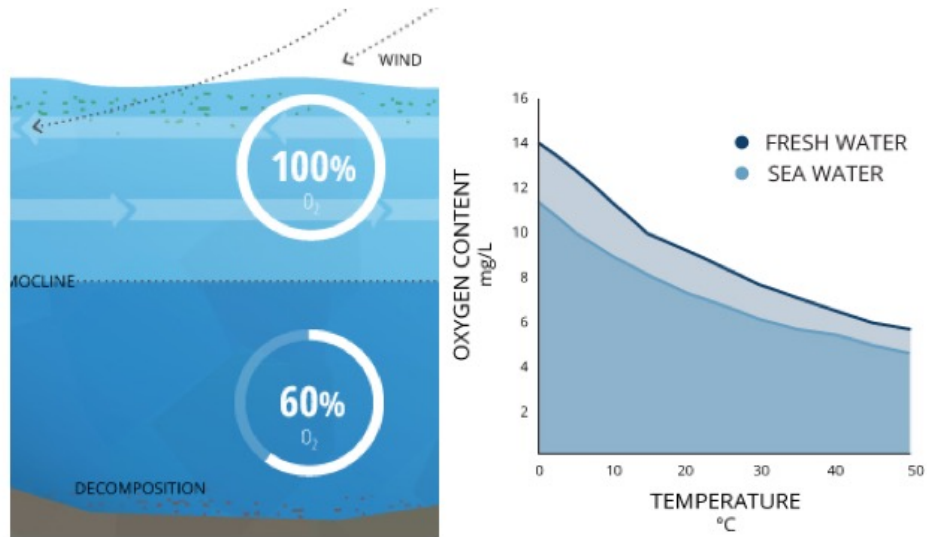 WIND
100%
O₂
MOCLINE
60%
O₂
DECOMPOSITION
OXYGEN CONTENT
mg/L
16
14
12
10
8
6
4
2
0
10
20
30
40
50
TEMPERATURE
ºC
FRESH WATER
SEA WATER